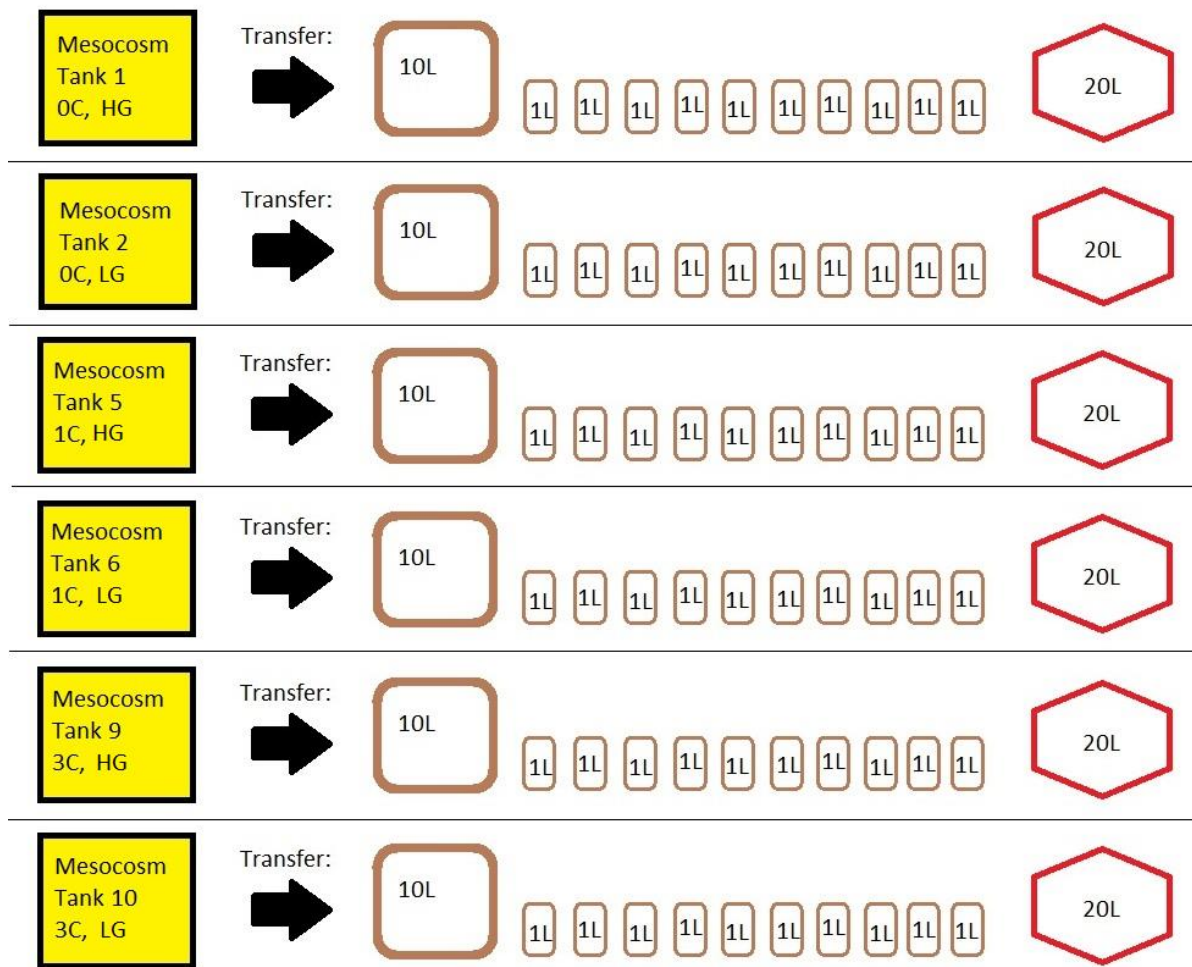 Mesocosm
Tank 1
0C, HG
Transfer:
10L
1L 1L 1L 1L 1L 1L 1L 1L 1L 1L
20L
Mesocosm
Tank 2
0C, LG
Transfer:
10L
1L 1L 1L 1L 1L 1L 1L 1L 1L 1L
20L
Mesocosm
Tank 5
1C, HG
Transfer:
10L
1L 1L 1L 1L 1L 1L 1L 1L 1L 1L
20L
Mesocosm
Tank 6
1C, LG
Transfer:
10L
1L 1L 1L 1L 1L 1L 1L 1L 1L 1L
20L
Mesocosm
Tank 9
3C, HG
Transfer:
10L
1L 1L 1L 1L 1L 1L 1L 1L 1L 1L
20L
Mesocosm
Tank 10
3C, LG
Transfer:
10L
1L 1L 1L 1L 1L 1L 1L 1L 1L 1L
20L